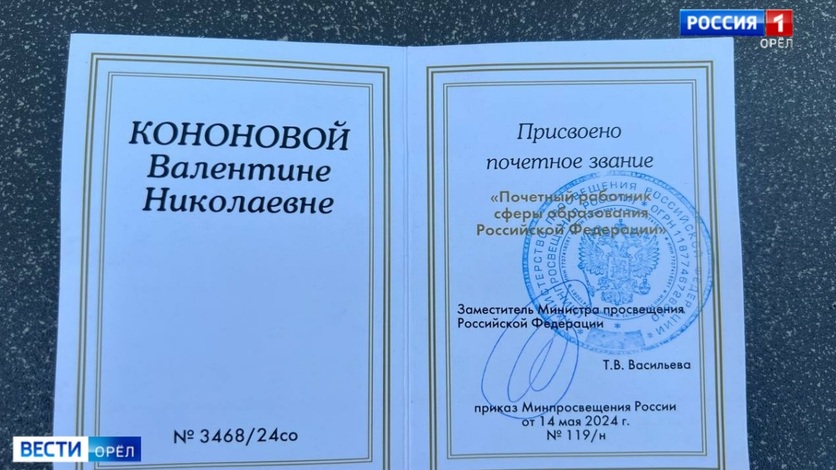 РОССИЯ 1
ОРЁЛ
КОНОНОВОЙ
Валентине
Николаевне
№ 3468/24со
Присвоено
почетное звание
«Почетный работник
сферы образования
Российской Федерации»
Заместитель Министра просвещения
Российской Федерации
Т.В. Васильева
приказ Минпросвещения России
от 14 мая 2024 г.
№ 119/н
ВЕСТИ ОРЁЛ